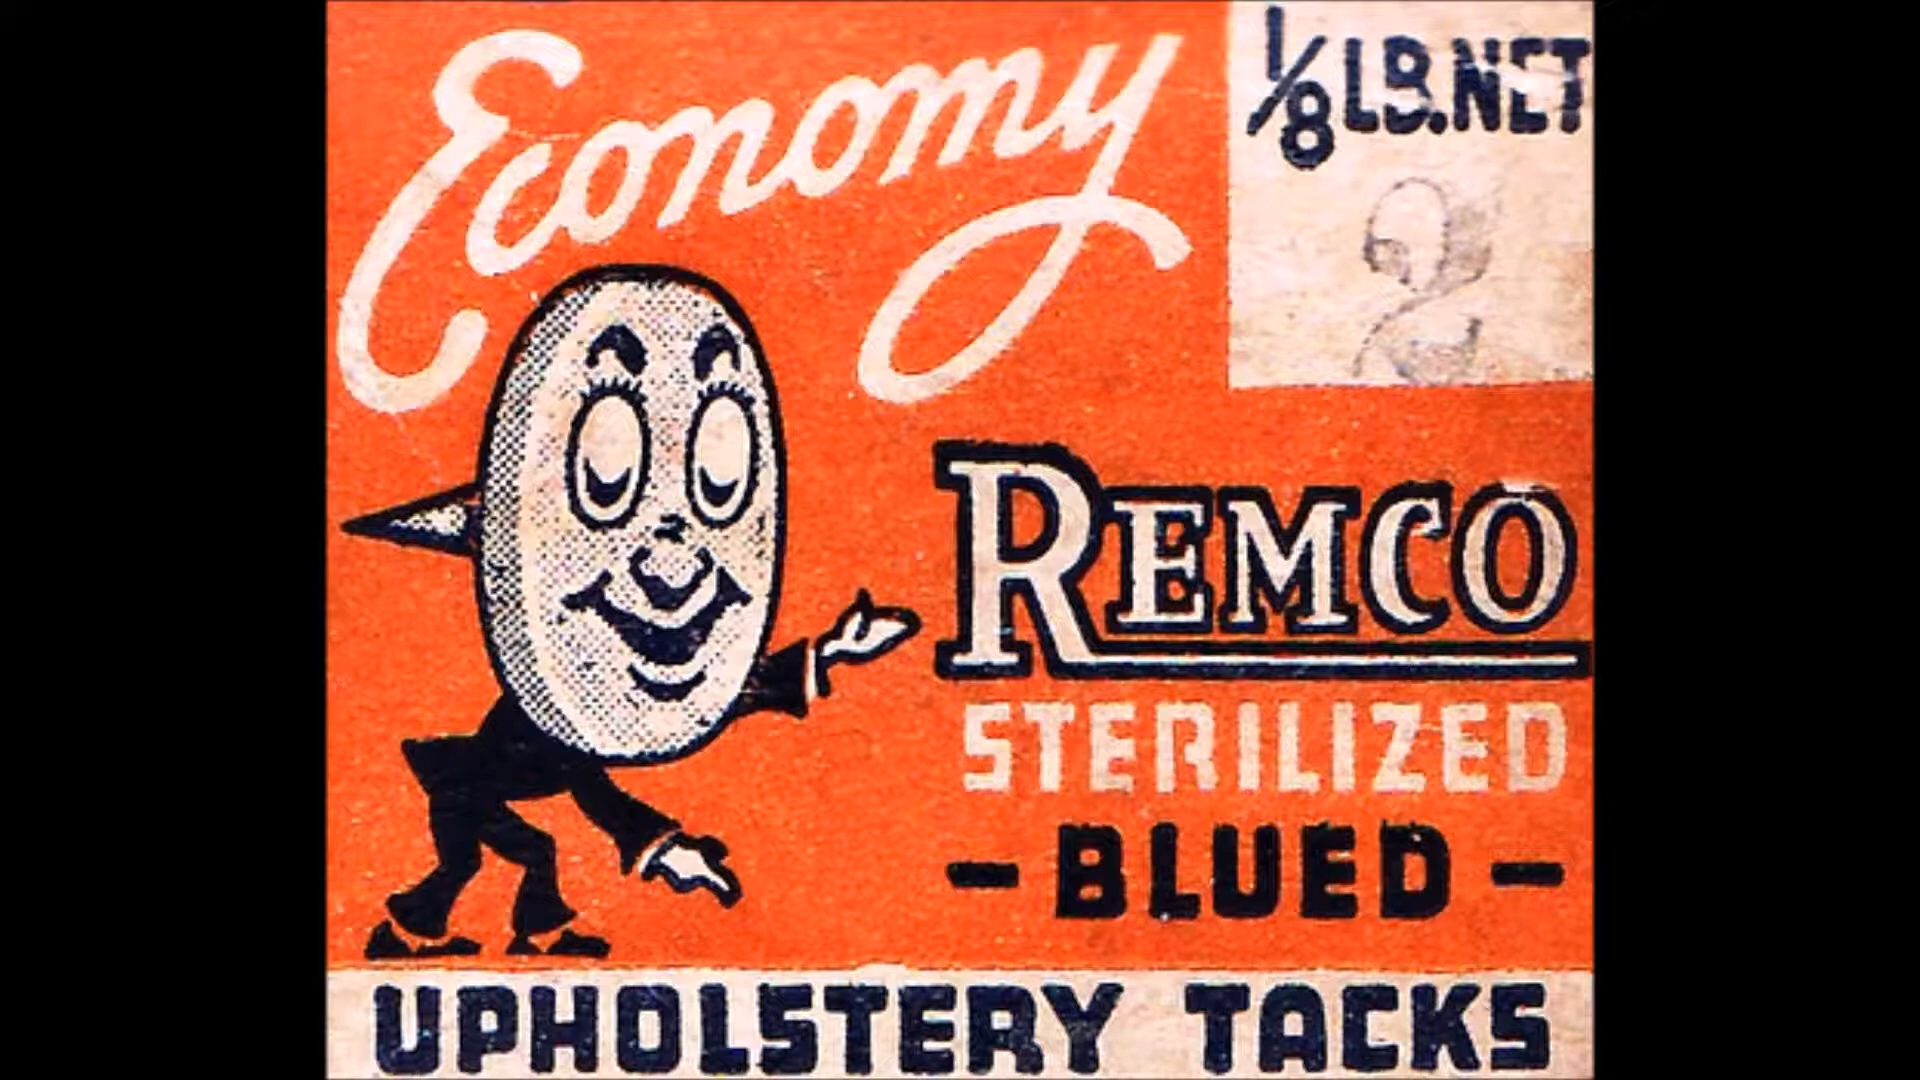 Economy
1/8 LB.NET
2
REMCO
STERILIZED
- BLUED -
UPHOLSTERY TACKS